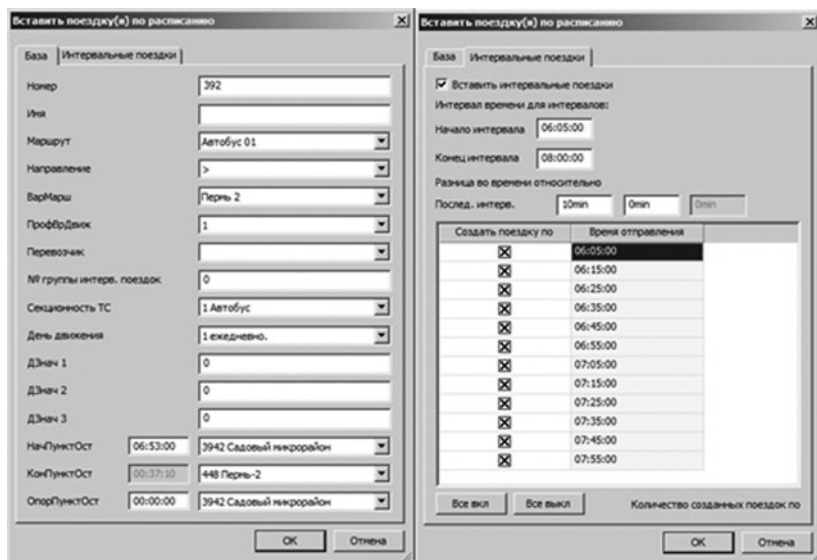 Вставить поездку(и) по расписанию
База Интервальные поездки
Номер 392
Имя
Маршрут Автобус 01
Направление >
ВарМарш Пермь 2
ПрофВрДвиж 1
Перевозчик
№ группы интерв. поездок 0
Секционность ТС 1 Автобус
День движения 1 ежедневно.
ДЗнач 1 0
ДЗнач 2 0
ДЗнач 3 0
НачПунктОст 06:53:00 3942 Садовый микрорайон
КонПунктОст 00:37:10 448 Пермь-2
ОпорПунктОст 00:00:00 3942 Садовый микрорайон
OK Отмена
Вставить поездку(и) по расписанию
База Интервальные поездки
Вставить интервальные поездки
Интервал времени для интервалов:
Начало интервала 06:05:00
Конец интервала 08:00:00
Разница во времени относительно
Послед. интерв. 10min 0min 0min
Создать поездку по Время отправления
06:05:00
06:15:00
06:25:00
06:35:00
06:45:00
06:55:00
07:05:00
07:15:00
07:25:00
07:35:00
07:45:00
07:55:00
Все вкл Все выкл Количество созданных поездок по
OK Отмена